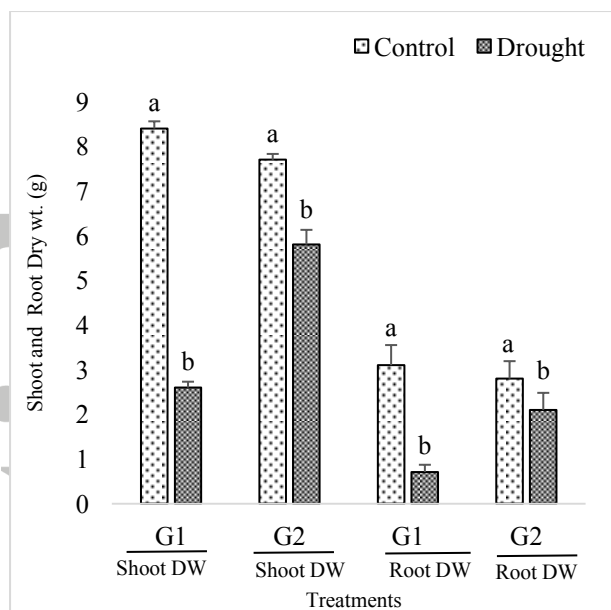 Control Drought
9
8
7
6
5
4
3
2
1
0
Shoot and Root Dry wt. (g)
a
b
a
b
a
b
a
b
G1 G2 G1 G2
Shoot DW Shoot DW Root DW Root DW
Treatments